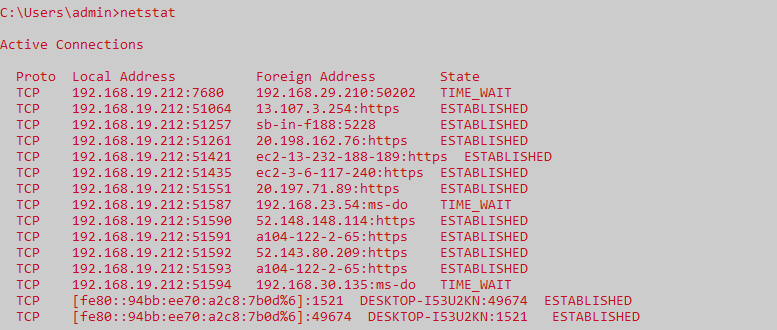 C:\Users\admin>netstat
Active Connections
Proto  Local Address          Foreign Address        State
TCP    192.168.19.212:7680    192.168.29.210:50202   TIME_WAIT
TCP    192.168.19.212:51064   13.107.3.254:https     ESTABLISHED
TCP    192.168.19.212:51257   sb-in-f188:5228        ESTABLISHED
TCP    192.168.19.212:51261   20.198.162.76:https    ESTABLISHED
TCP    192.168.19.212:51421   ec2-13-232-188-189:https  ESTABLISHED
TCP    192.168.19.212:51435   ec2-3-6-117-240:https  ESTABLISHED
TCP    192.168.19.212:51551   20.197.71.89:https     ESTABLISHED
TCP    192.168.19.212:51587   192.168.23.54:ms-do    TIME_WAIT
TCP    192.168.19.212:51590   52.148.148.114:https   ESTABLISHED
TCP    192.168.19.212:51591   a104-122-2-65:https    ESTABLISHED
TCP    192.168.19.212:51592   52.143.80.209:https    ESTABLISHED
TCP    192.168.19.212:51593   a104-122-2-65:https    ESTABLISHED
TCP    192.168.19.212:51594   192.168.30.135:ms-do   TIME_WAIT
TCP    [fe80::94bb:ee70:a2c8:7b0d%6]:1521  DESKTOP-I53U2KN:49674  ESTABLISHED
TCP    [fe80::94bb:ee70:a2c8:7b0d%6]:49674  DESKTOP-I53U2KN:1521  ESTABLISHED